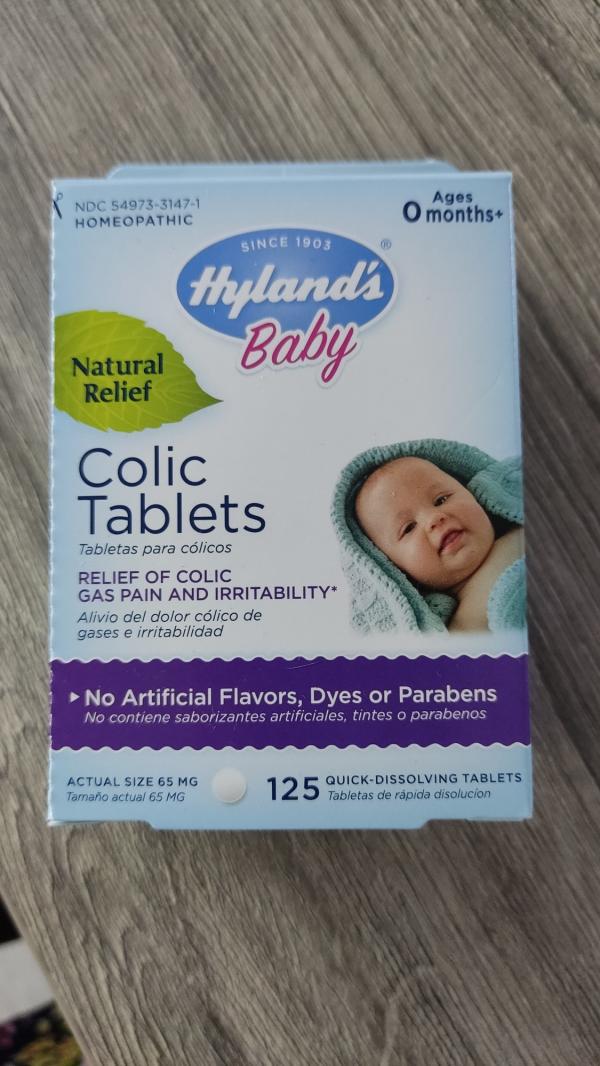 NDC 54973-3147-1
HOMEOPATHIC
Ages
0 months+
SINCE 1903
Hyland's®
Baby
Natural
Relief
Colic
Tablets
Tabletas para cólicos
RELIEF OF COLIC
GAS PAIN AND IRRITABILITY*
Alivio del dolor cólico de
gases e irritabilidad
▸ No Artificial Flavors, Dyes or Parabens
No contiene saborizantes artificiales, tintes o parabenos
ACTUAL SIZE 65 MG
Tamaño actual 65 MG
125 QUICK-DISSOLVING TABLETS
Tabletas de rápida disolucíon